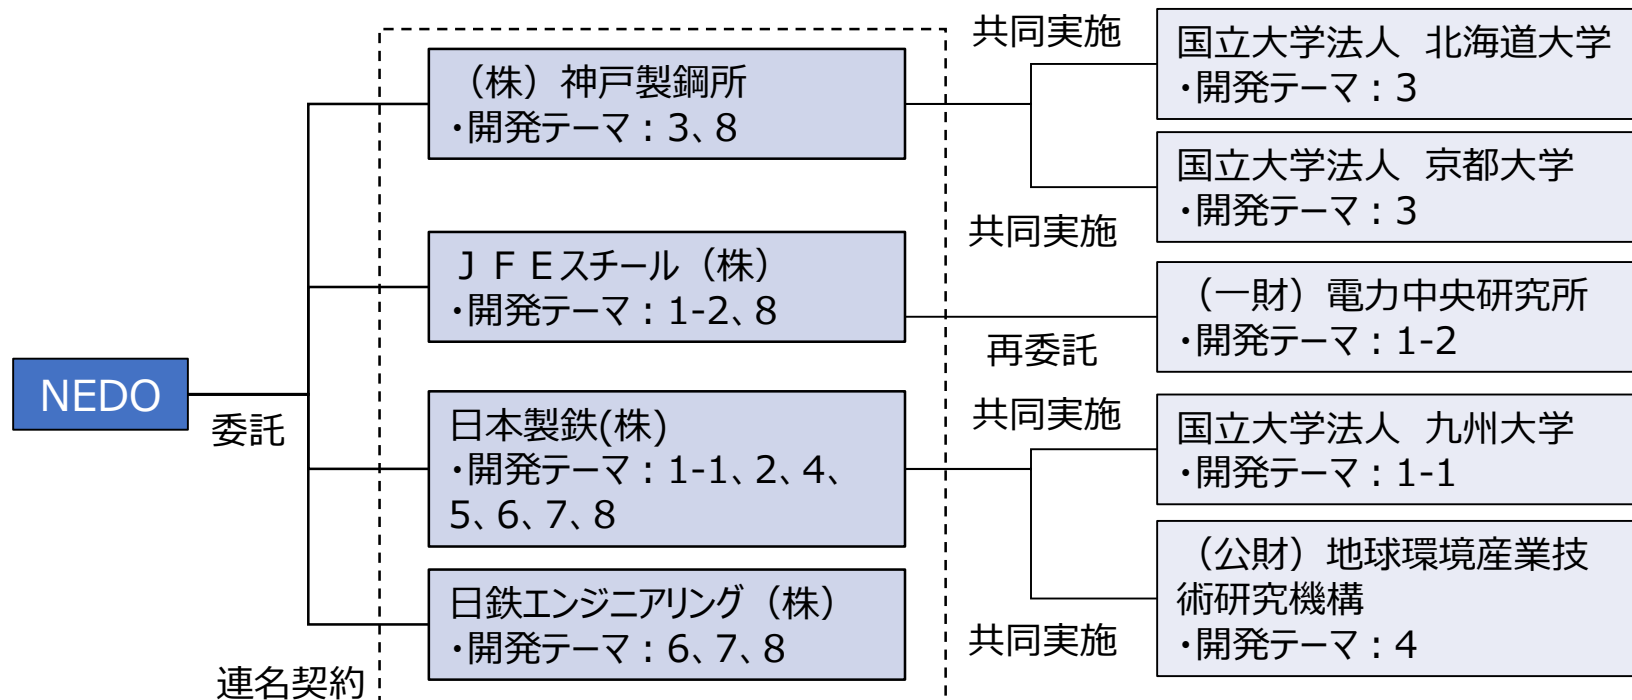 NEDO
委託
連名契約
（株）神戸製鋼所
・開発テーマ：3、8
ＪＦＥスチール（株）
・開発テーマ：1-2、8
日本製鉄(株)
・開発テーマ：1-1、2、4、
5、6、7、8
日鉄エンジニアリング（株）
・開発テーマ：6、7、8
共同実施
国立大学法人 北海道大学
・開発テーマ：3
国立大学法人 京都大学
・開発テーマ：3
共同実施
（一財）電力中央研究所
・開発テーマ：1-2
再委託
共同実施
国立大学法人 九州大学
・開発テーマ：1-1
（公財）地球環境産業技
術研究機構
・開発テーマ：4
共同実施